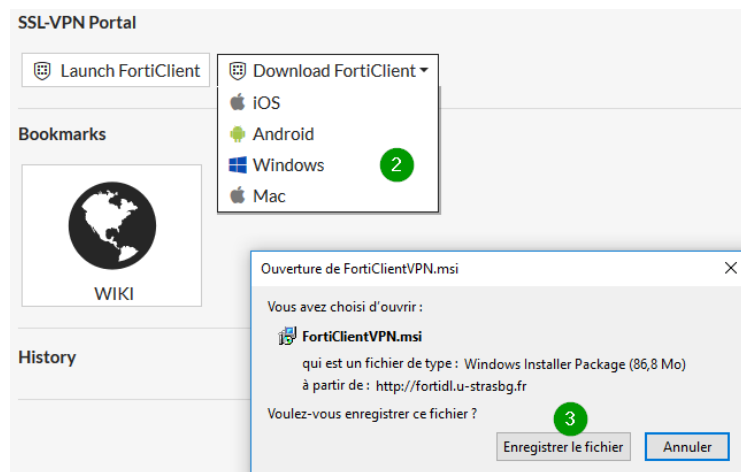 SSL-VPN Portal
Launch FortiClient
Download FortiClient
iOS
Android
Windows
2
Mac
Bookmarks
WIKI
History
Ouverture de FortiClientVPN.msi
Vous avez choisi d'ouvrir :
FortiClientVPN.msi
qui est un fichier de type : Windows Installer Package (86,8 Mo)
à partir de : http://fortidl.u-strasbg.fr
Voulez-vous enregistrer ce fichier ?
3
Enregistrer le fichier
Annuler